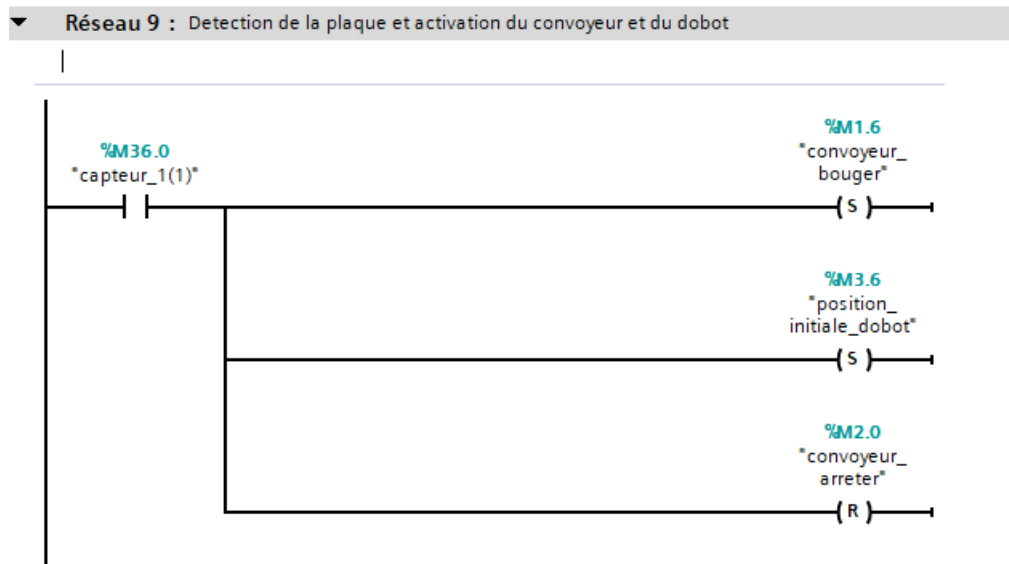 Réseau 9 : Detection de la plaque et activation du convoyeur et du dobot
%M36.0
"capteur_1(1)"
%M1.6
"convoyeur_
bouger"
S
%M3.6
"position_
initiale_dobot"
S
%M2.0
"convoyeur_
arreter"
R